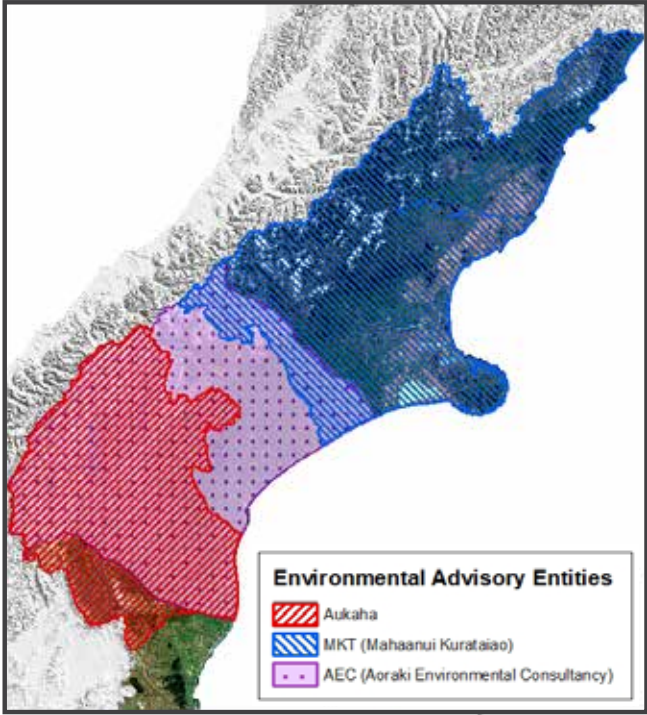 Environmental Advisory Entities
Aukaha
MKT (Mahaanui Kurataiao)
AEC (Aoraki Environmental Consultancy)